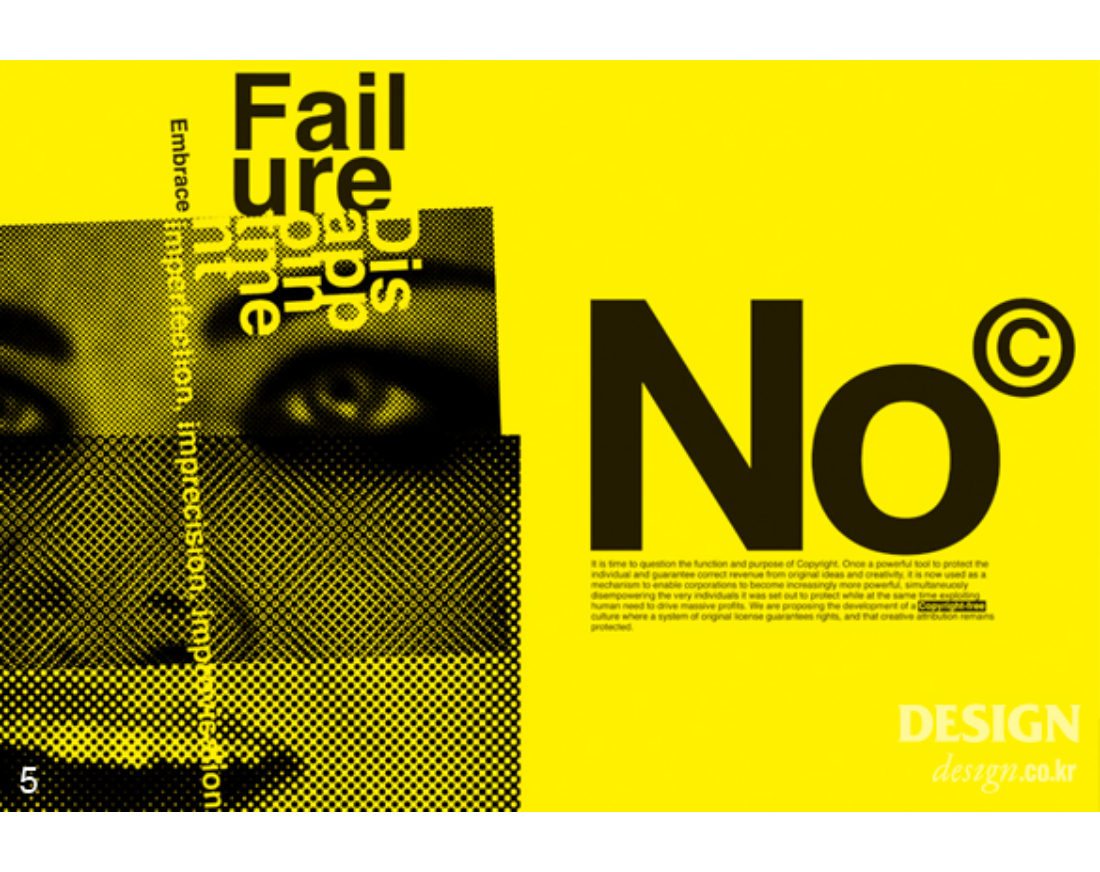 Fail
ure
Dis
app
oin
tme
nt
Embrace imperfection, imprecision, improvisation
No©
It is time to question the function and purpose of Copyright. Once a powerful tool to protect the
individual and guarantee correct revenue from original ideas and creativity, it is now used as a
mechanism to enable corporations to become increasingly more powerful, simultaneuosly
disempowering the very individuals it was set out to protect while at the same time exploiting
human need to drive massive profits. We are proposing the development of a Copyright-free
culture where a system of original license guarantees rights, and that creative attribution remains
protected.
DESIGN
design.co.kr
5